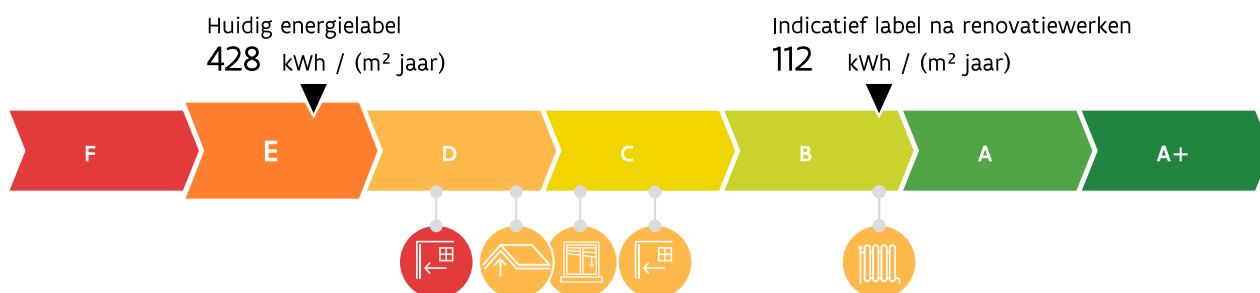 Huidig energielabel
428 kWh / (m² jaar)
Indicatief label na renovatiewerken
112 kWh / (m² jaar)
F E D C B A A+